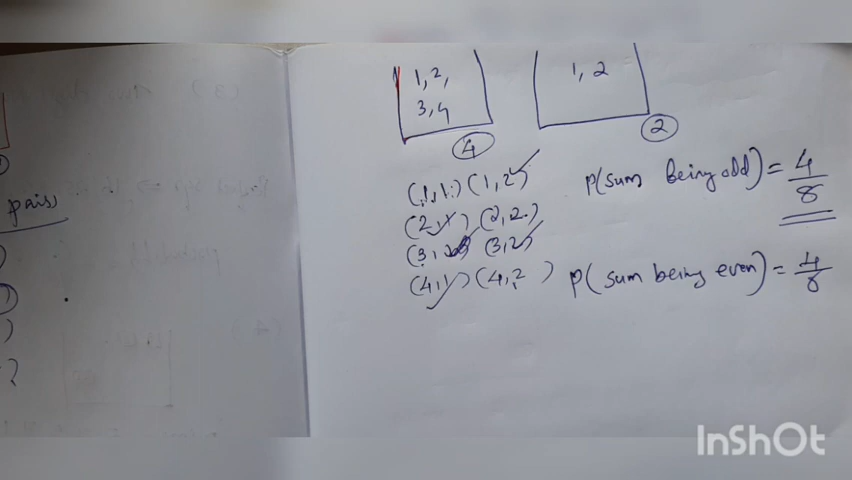 1, 2,
3, 4
4
1, 2
2
(1,1) (1,2)
(2,1) (2,2)
(3, (3,2)
(4,1) (4,2)
P(sum being odd) = 4/8
P(sum being even) = 4/8
pairs
InShOt